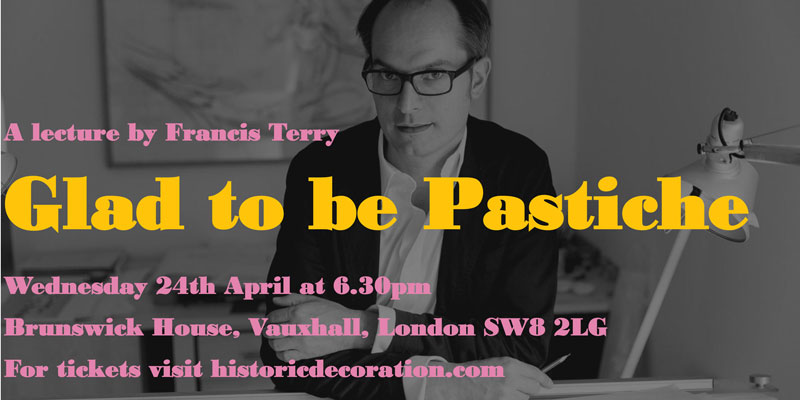 A lecture by Francis Terry
Glad to be Pastiche
Wednesday 24th April at 6.30pm
Brunswick House, Vauxhall, London SW8 2LG
For tickets visit historicdecoration.com